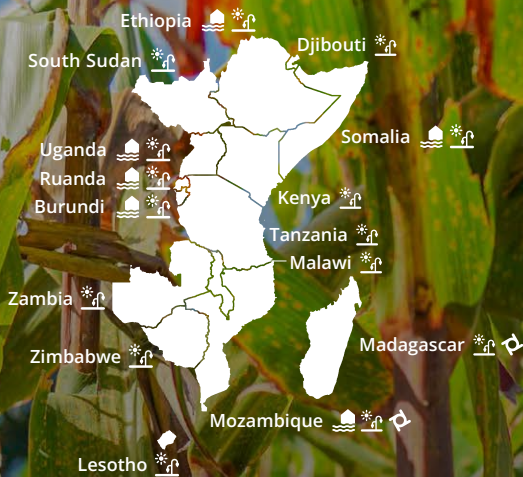 Ethiopia
Djibouti
South Sudan
Somalia
Uganda
Ruanda
Burundi
Kenya
Tanzania
Malawi
Zambia
Madagascar
Zimbabwe
Mozambique
Lesotho